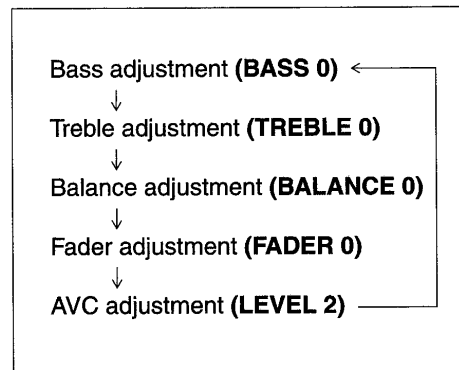 Bass adjustment (BASS 0)
Treble adjustment (TREBLE 0)
Balance adjustment (BALANCE 0)
Fader adjustment (FADER 0)
AVC adjustment (LEVEL 2)